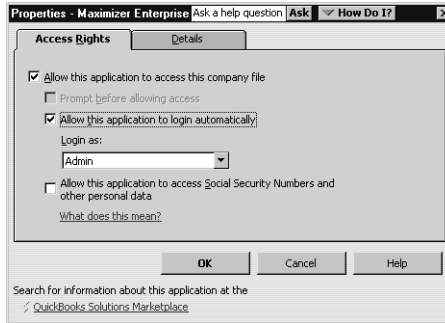 Properties - Maximizer Enterprise Ask a help question Ask How Do I?
Access Rights Details
Allow this application to access this company file
Prompt before allowing access
Allow this application to login automatically
Login as:
Admin
Allow this application to access Social Security Numbers and
other personal data
What does this mean?
OK Cancel Help
Search for information about this application at the
QuickBooks Solutions Marketplace